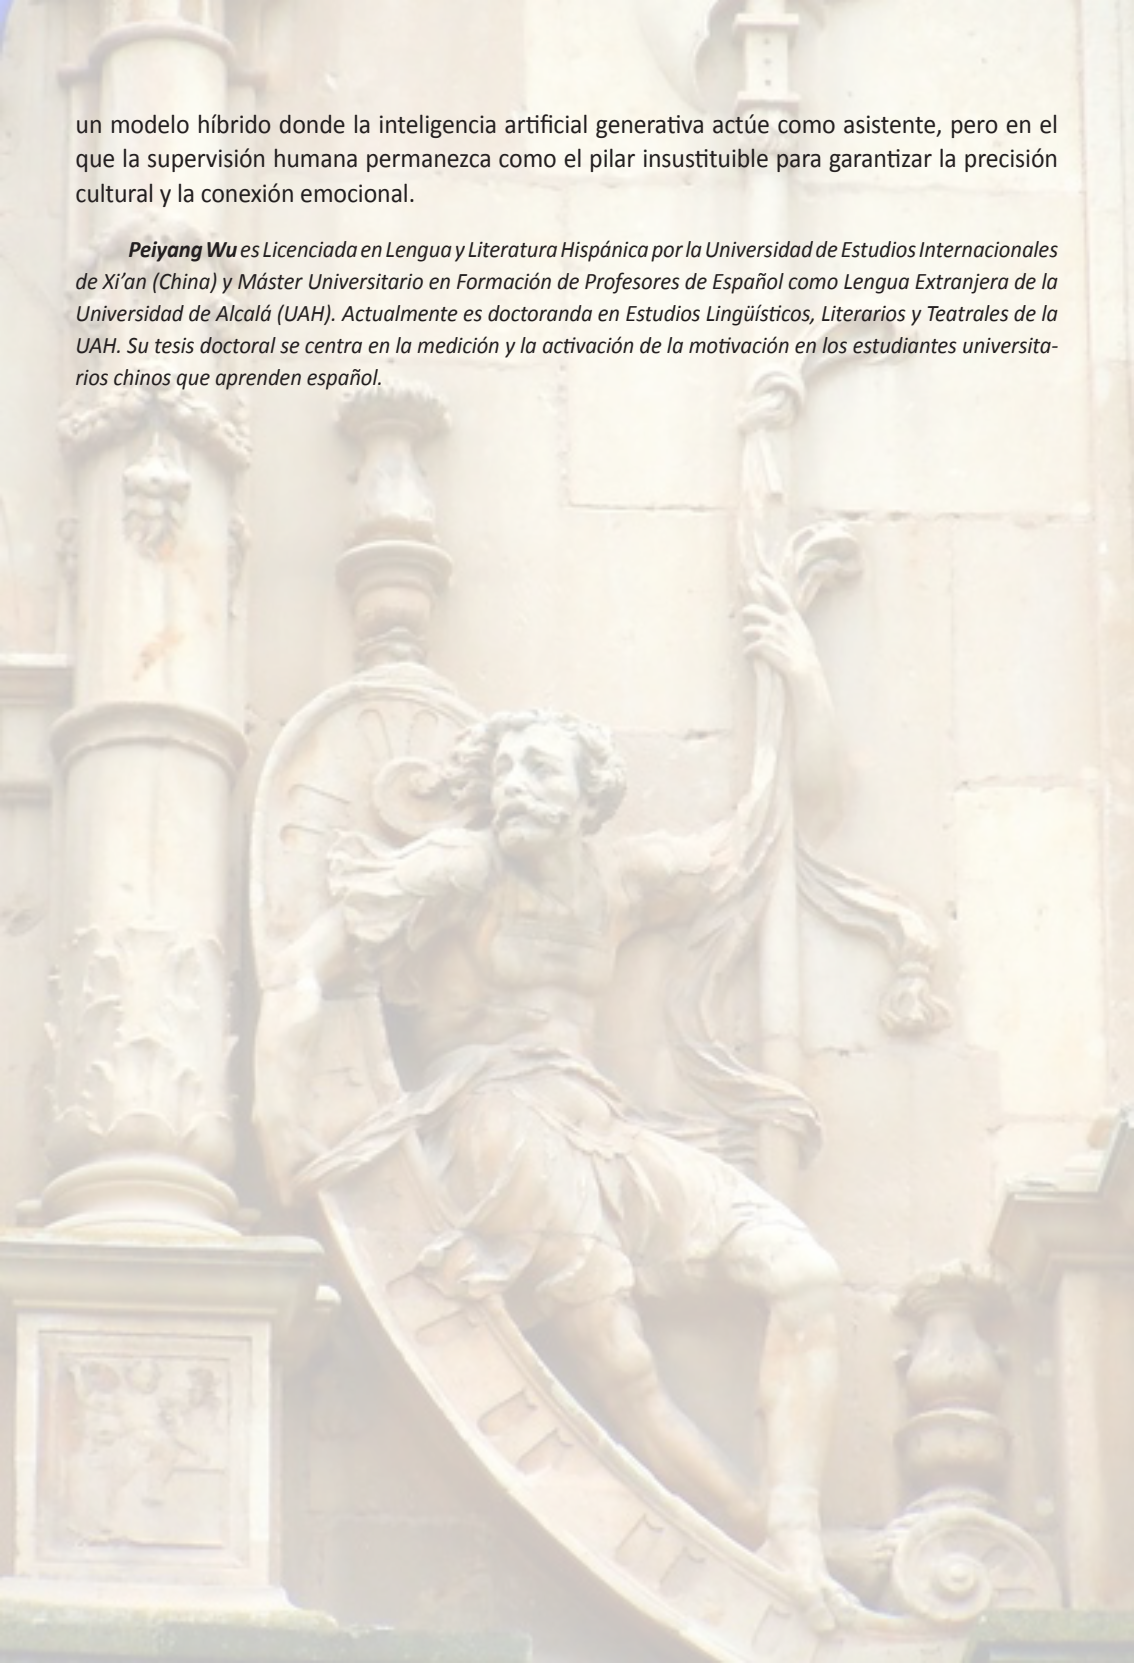 un modelo híbrido donde la inteligencia artificial generativa actúe como asistente, pero en el
que la supervisión humana permanezca como el pilar insustituible para garantizar la precisión
cultural y la conexión emocional.
Peiyang Wu es Licenciada en Lengua y Literatura Hispánica por la Universidad de Estudios Internacionales
de Xi’an (China) y Máster Universitario en Formación de Profesores de Español como Lengua Extranjera de la
Universidad de Alcalá (UAH). Actualmente es doctoranda en Estudios Lingüísticos, Literarios y Teatrales de la
UAH. Su tesis doctoral se centra en la medición y la activación de la motivación en los estudiantes universita-
rios chinos que aprenden español.